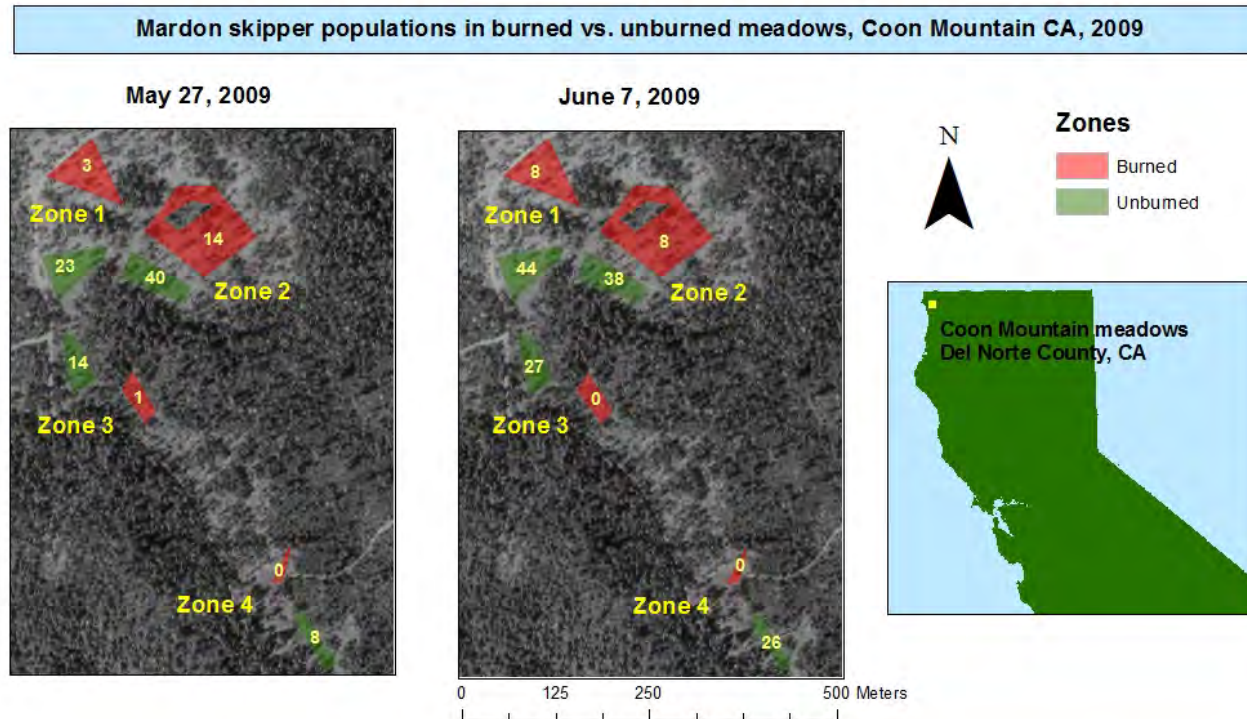 Mardon skipper populations in burned vs. unburned meadows, Coon Mountain CA, 2009
May 27, 2009
3
Zone 1
14
23
40
Zone 2
14
1
Zone 3
0
Zone 4
8
June 7, 2009
8
Zone 1
8
44
38
Zone 2
27
0
Zone 3
0
Zone 4
26
0 125 250 500 Meters
N
Zones
Burned
Unburned
Coon Mountain meadows
Del Norte County, CA